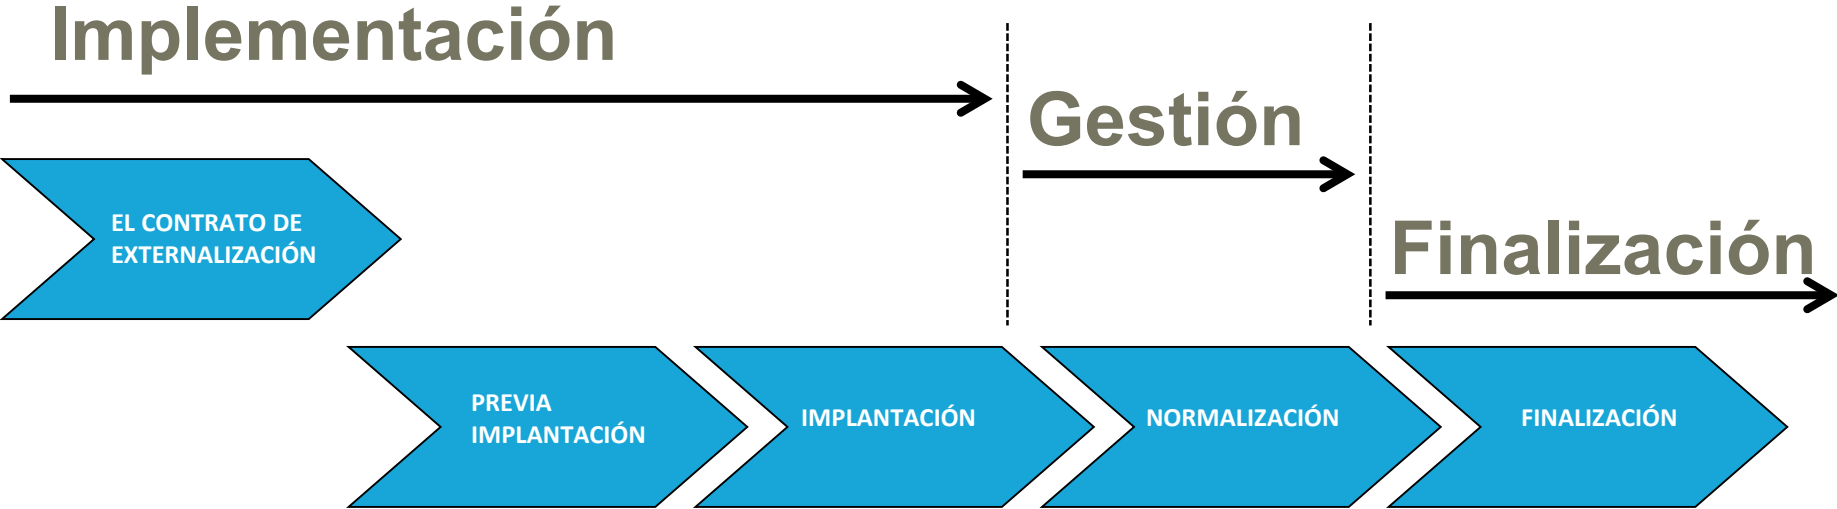 Implementación
Gestión
Finalización
EL CONTRATO DE
EXTERNALIZACIÓN
PREVIA
IMPLANTACIÓN
IMPLANTACIÓN
NORMALIZACIÓN
FINALIZACIÓN